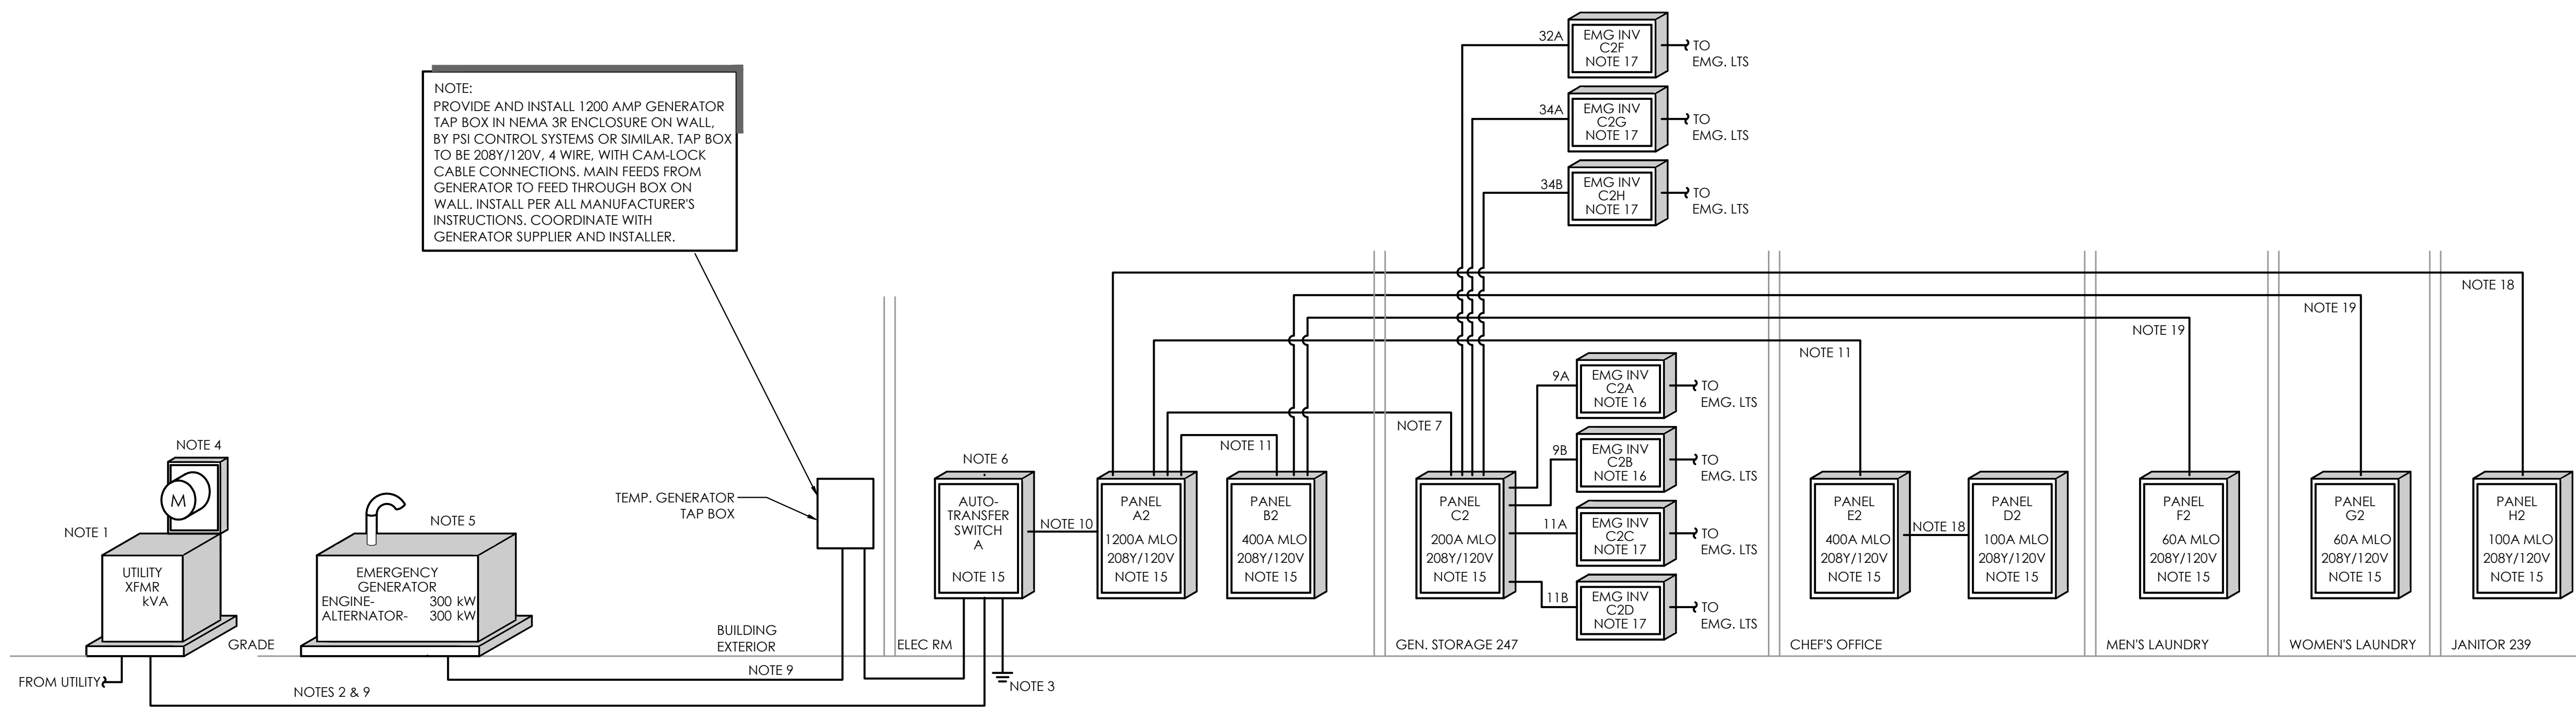 32A
EMG INV
C2F
NOTE 17
TO
EMG. LTS
34A
EMG INV
C2G
NOTE 17
TO
EMG. LTS
34B
EMG INV
C2H
NOTE 17
TO
EMG. LTS
NOTE:
PROVIDE AND INSTALL 1200 AMP GENERATOR
TAP BOX IN NEMA 3R ENCLOSURE ON WALL,
BY PSI CONTROL SYSTEMS OR SIMILAR. TAP BOX
TO BE 208Y/120V, 4 WIRE, WITH CAM-LOCK
CABLE CONNECTIONS. MAIN FEEDS FROM
GENERATOR TO FEED THROUGH BOX ON
WALL. INSTALL PER ALL MANUFACTURER'S
INSTRUCTIONS. COORDINATE WITH
GENERATOR SUPPLIER AND INSTALLER.
NOTE 18
NOTE 19
NOTE 19
NOTE 11
NOTE 7
NOTE 11
9A
EMG INV
C2A
NOTE 16
TO
EMG. LTS
9B
EMG INV
C2B
NOTE 16
TO
EMG. LTS
11A
EMG INV
C2C
NOTE 17
TO
EMG. LTS
11B
EMG INV
C2D
NOTE 17
TO
EMG. LTS
NOTE 4
M
NOTE 1
UTILITY
XFMR
kVA
GRADE
FROM UTILITY
NOTES 2 & 9
NOTE 5
EMERGENCY
GENERATOR
ENGINE- 300 kW
ALTERNATOR- 300 kW
TEMP. GENERATOR
TAP BOX
BUILDING
EXTERIOR
NOTE 9
NOTE 6
AUTO-
TRANSFER
SWITCH
A
NOTE 15
ELEC RM
NOTE 3
NOTE 10
PANEL
A2
1200A MLO
208Y/120V
NOTE 15
PANEL
B2
400A MLO
208Y/120V
NOTE 15
PANEL
C2
200A MLO
208Y/120V
NOTE 15
GEN. STORAGE 247
PANEL
E2
400A MLO
208Y/120V
NOTE 15
NOTE 18
PANEL
D2
100A MLO
208Y/120V
NOTE 15
CHEF'S OFFICE
PANEL
F2
60A MLO
208Y/120V
NOTE 15
MEN'S LAUNDRY
PANEL
G2
60A MLO
208Y/120V
NOTE 15
WOMEN'S LAUNDRY
PANEL
H2
100A MLO
208Y/120V
NOTE 15
JANITOR 239